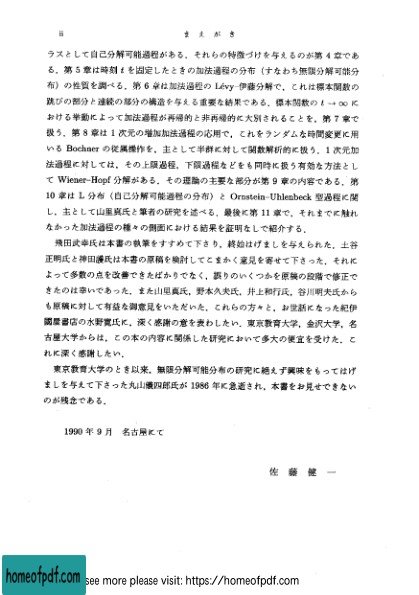 ii まえがき
ラスとして自己分解可能過程がある．それらの特徴づけを与えるのが第4章であ
る．第5章は時刻 t を固定したときの加法過程の分布（すなわち無限分解可能分
布）の性質を調べる．第6章は加法過程の Lévy-伊藤分解で，これは標本関数の
跳びの部分と連続の部分の構造を与える重要な結果である．標本関数の t→∞ に
おける挙動によって加法過程が再帰的と非再帰的に大別されることを，第7章で
扱う．第8章は1次元の増加加法過程の応用で，これをランダムな時間変更に用
いる Bochner の従属操作を，主として半群に対して関数解析的に扱う．1次元加
法過程に対しては，その上限過程，下限過程などをも同時に扱う有効な方法とし
て Wiener-Hopf 分解がある．その理論の主要な部分が第9章の内容である．第
10章は L 分布（自己分解可能過程の分布）と Ornstein-Uhlenbeck 型過程に関
し，主として山里真氏と筆者の研究を述べる．最後に第11章で，それまでに触れ
なかった加法過程の種々の側面における結果を証明なしで紹介する．
飛田武幸氏は本書の執筆をすすめて下さり，終始はげましを与えられた．土谷
正明氏と神田護氏は本書の原稿を検討してこまかく意見を寄せて下さった．それに
よって多数の点を改善できたばかりでなく，誤りのいくつかを原稿の段階で修正で
きたのは幸いであった．また山里真氏，野本久夫氏，井上和行氏，谷川明夫氏から
も原稿に対して有益な御意見をいただいた．これらの方々と，お世話になった紀伊
國屋書店の水野寛氏に，深く感謝の意を表わしたい．東京教育大学，金沢大学，名
古屋大学からは，この本の内容に関係した研究において多大の便宜を受けた．こ
れに深く感謝したい．
東京教育大学のとき以来，無限分解可能分布の研究に絶えず興味をもってはげ
ましを与えて下さった丸山儀四郎氏が1986年に急逝され，本書をお見せできない
のが残念である．
1990年9月 名古屋にて
佐藤健一
homeofpdf.com
see more please visit: https://homeofpdf.com